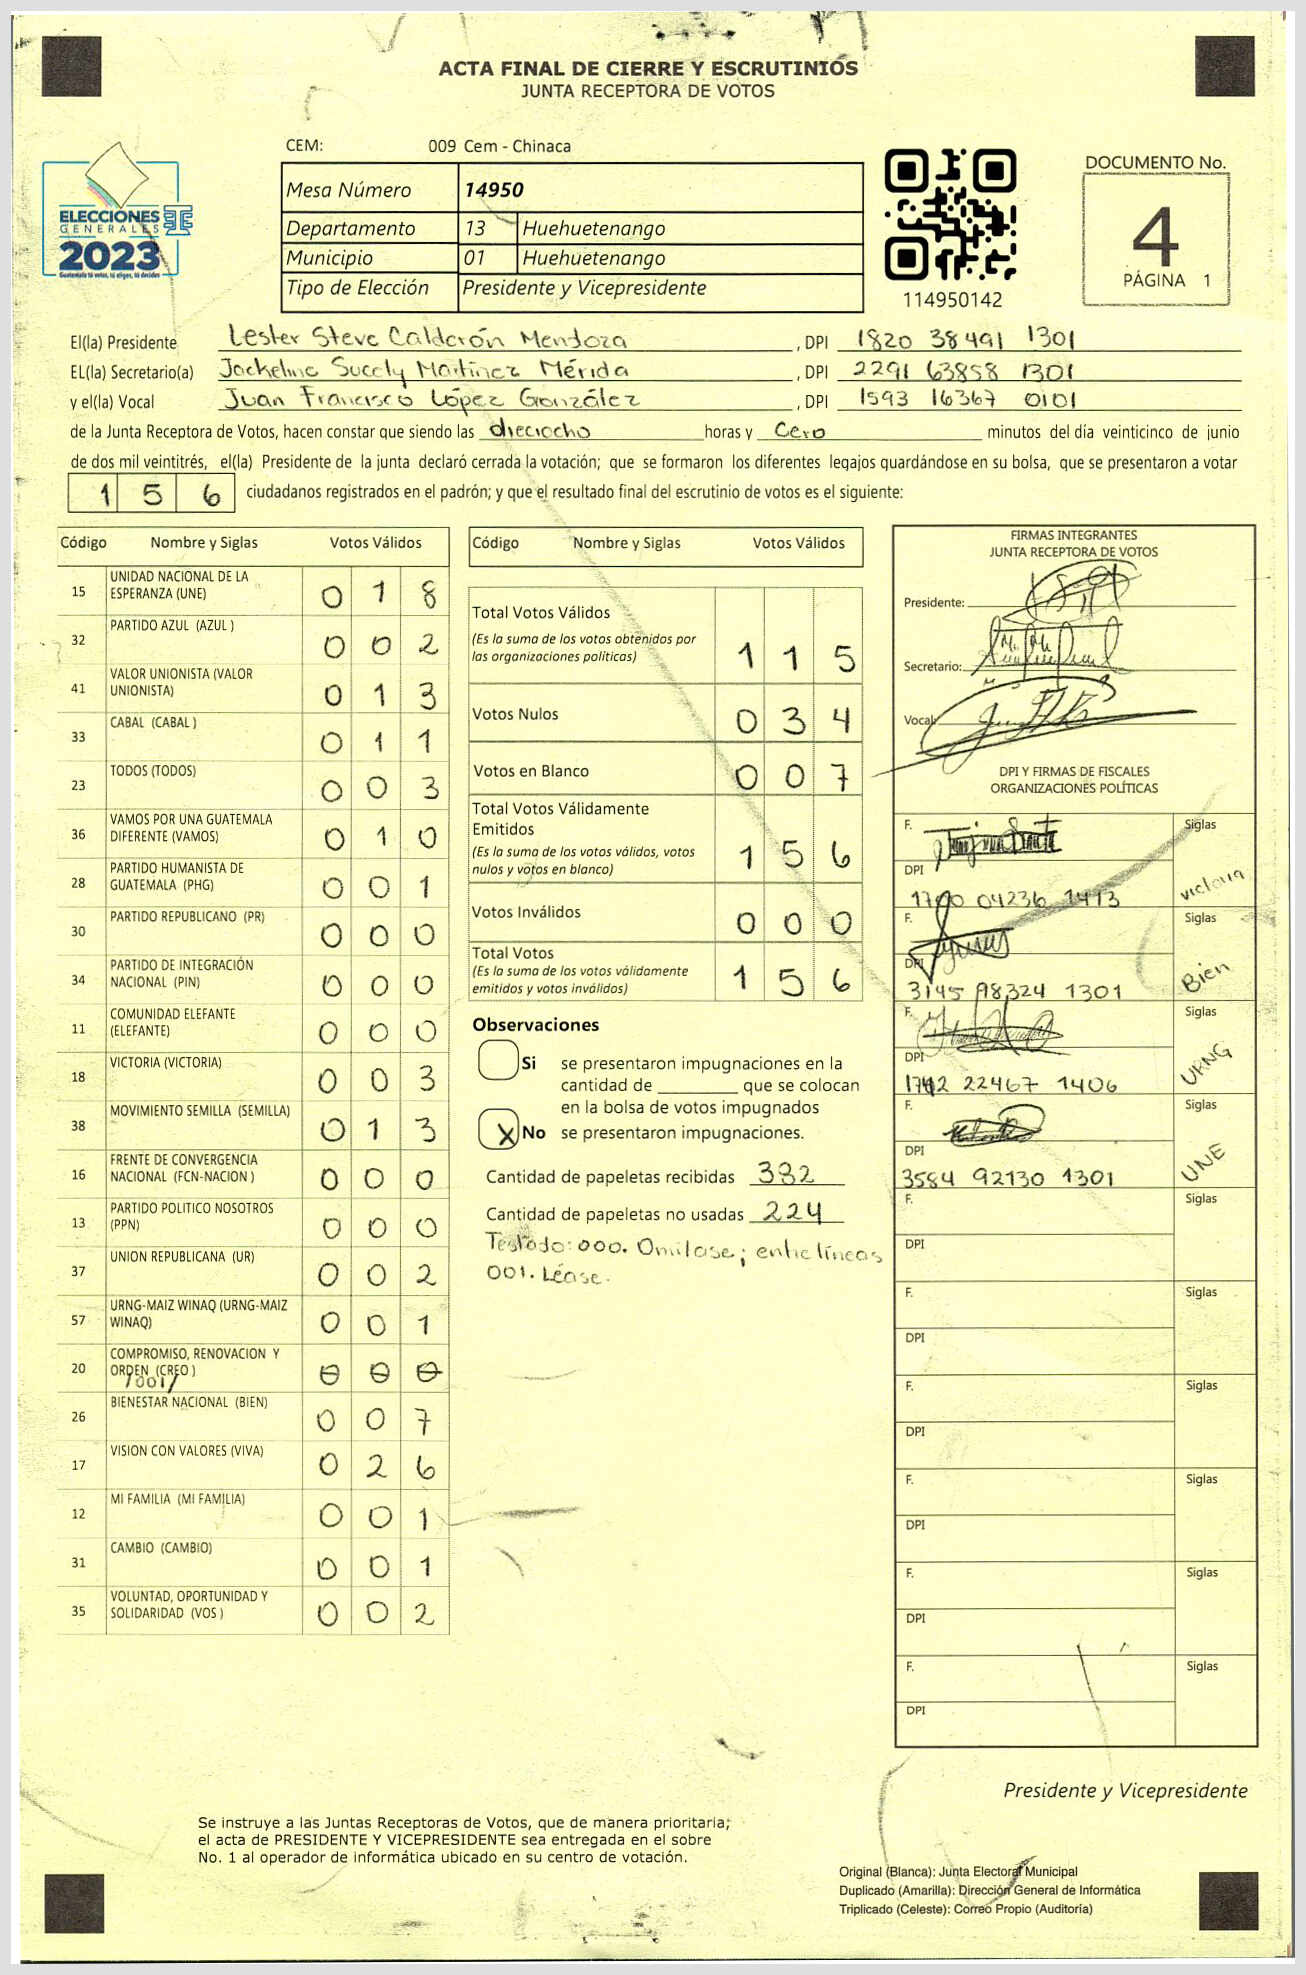 ACTA FINAL DE CIERRE Y ESCRUTINIOS
JUNTA RECEPTORA DE VOTOS
CEM: 009 Cem - Chinaca
ELECCIONES
GENERALES
2023
Guatemala tú votas, tú eliges, tú decides
Mesa Número 14950
Departamento 13 Huehuetenango
Municipio 01 Huehuetenango
Tipo de Elección Presidente y Vicepresidente
114950142
DOCUMENTO No.
4
PÁGINA 1
El(la) Presidente Lester Steve Calderón Mendoza , DPI 1820 38491 1301
EL(la) Secretario(a) Jackeline Sucely Martínez Mérida , DPI 2291 63858 1301
y el(la) Vocal Juan Francisco López González , DPI 1593 16367 0101
de la Junta Receptora de Votos, hacen constar que siendo las dieciocho horas y Cero minutos del día veinticinco de junio
de dos mil veintitrés, el(la) Presidente de la junta declaró cerrada la votación; que se formaron los diferentes legajos quardándose en su bolsa, que se presentaron a votar
1 5 6 ciudadanos registrados en el padrón; y que el resultado final del escrutinio de votos es el siguiente:
Código Nombre y Siglas Votos Válidos
15 UNIDAD NACIONAL DE LA
ESPERANZA (UNE) 0 1 8
32 PARTIDO AZUL (AZUL ) 0 0 2
41 VALOR UNIONISTA (VALOR
UNIONISTA) 0 1 3
33 CABAL (CABAL ) 0 1 1
23 TODOS (TODOS) 0 0 3
36 VAMOS POR UNA GUATEMALA
DIFERENTE (VAMOS) 0 1 0
28 PARTIDO HUMANISTA DE
GUATEMALA (PHG) 0 0 1
30 PARTIDO REPUBLICANO (PR) 0 0 0
34 PARTIDO DE INTEGRACIÓN
NACIONAL (PIN) 0 0 0
11 COMUNIDAD ELEFANTE
(ELEFANTE) 0 0 0
18 VICTORIA (VICTORIA) 0 0 3
38 MOVIMIENTO SEMILLA (SEMILLA) 0 1 3
16 FRENTE DE CONVERGENCIA
NACIONAL (FCN-NACION ) 0 0 0
13 PARTIDO POLITICO NOSOTROS
(PPN) 0 0 0
37 UNION REPUBLICANA (UR) 0 0 2
57 URNG-MAIZ WINAQ (URNG-MAIZ
WINAQ) 0 0 1
20 COMPROMISO, RENOVACION Y
ORDEN (CREO ) 0 0 0
/001/
26 BIENESTAR NACIONAL (BIEN) 0 0 7
17 VISION CON VALORES (VIVA) 0 2 6
12 MI FAMILIA (MI FAMILIA) 0 0 1
31 CAMBIO (CAMBIO) 0 0 1
35 VOLUNTAD, OPORTUNIDAD Y
SOLIDARIDAD (VOS ) 0 0 2
Código Nombre y Siglas Votos Válidos
Total Votos Válidos
(Es la suma de los votos obtenidos por
las organizaciones políticas) 1 1 5
Votos Nulos 0 3 4
Votos en Blanco 0 0 7
Total Votos Válidamente
Emitidos
(Es la suma de los votos válidos, votos
nulos y votos en blanco) 1 5 6
Votos Inválidos 0 0 0
Total Votos
(Es la suma de los votos válidamente
emitidos y votos inválidos) 1 5 6
Observaciones
Si se presentaron impugnaciones en la
cantidad de ________ que se colocan
en la bolsa de votos impugnados
X No se presentaron impugnaciones.
Cantidad de papeletas recibidas 382
Cantidad de papeletas no usadas 224
Testado: 000. Omitase; entre líneas
001. Léase.
FIRMAS INTEGRANTES
JUNTA RECEPTORA DE VOTOS
Presidente:
Secretario:
Vocal:
DPI Y FIRMAS DE FISCALES
ORGANIZACIONES POLÍTICAS
F. Siglas
DPI victoria
1700 04236 1413
F. Siglas
DPI Bien
3145 98324 1301
F. Siglas
DPI URNG
1742 22467 1406
F. Siglas
DPI UNE
3584 92130 1301
F. Siglas
DPI
F. Siglas
DPI
F. Siglas
DPI
F. Siglas
DPI
F. Siglas
DPI
F. Siglas
DPI
Presidente y Vicepresidente
Se instruye a las Juntas Receptoras de Votos, que de manera prioritaria;
el acta de PRESIDENTE Y VICEPRESIDENTE sea entregada en el sobre
No. 1 al operador de informática ubicado en su centro de votación.
Original (Blanca): Junta Electoral Municipal
Duplicado (Amarilla): Dirección General de Informática
Triplicado (Celeste): Correo Propio (Auditoría)